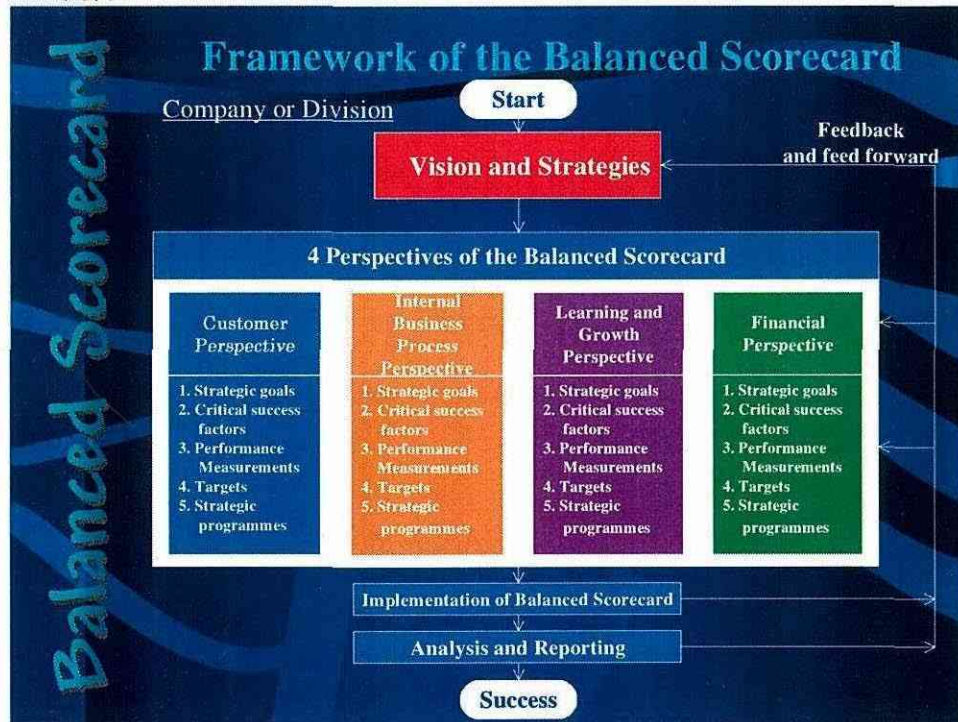 Balanced Scorecard
Framework of the Balanced Scorecard
Company or Division
Start
Feedback
and feed forward
Vision and Strategies
4 Perspectives of the Balanced Scorecard
Customer
Perspective
1. Strategic goals
2. Critical success
factors
3. Performance
Measurements
4. Targets
5. Strategic
programmes
Internal
Business
Process
Perspective
1. Strategic goals
2. Critical success
factors
3. Performance
Measurements
4. Targets
5. Strategic
programmes
Learning and
Growth
Perspective
1. Strategic goals
2. Critical success
factors
3. Performance
Measurements
4. Targets
5. Strategic
programmes
Financial
Perspective
1. Strategic goals
2. Critical success
factors
3. Performance
Measurements
4. Targets
5. Strategic
programmes
Implementation of Balanced Scorecard
Analysis and Reporting
Success